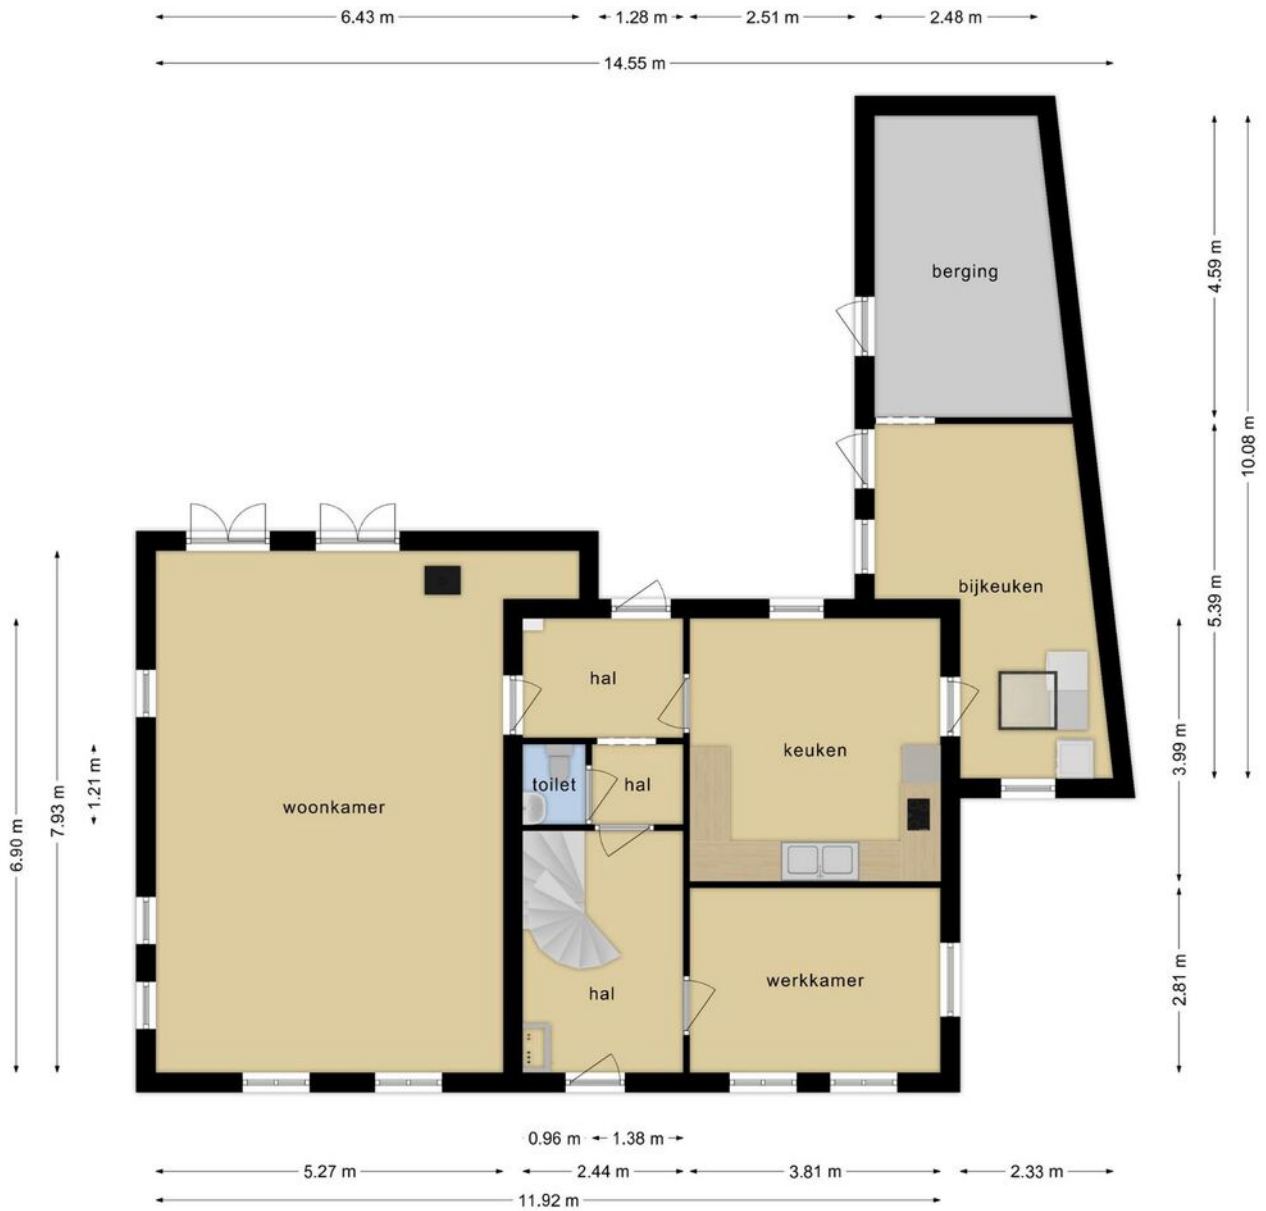 6.43 m
1.28 m
2.51 m
2.48 m
14.55 m
berging
4.59 m
10.08 m
bijkeuken
5.39 m
hal
keuken
3.99 m
toilet
hal
woonkamer
1.21 m
7.93 m
6.90 m
werkkamer
hal
2.81 m
0.96 m
1.38 m
5.27 m
2.44 m
3.81 m
2.33 m
11.92 m